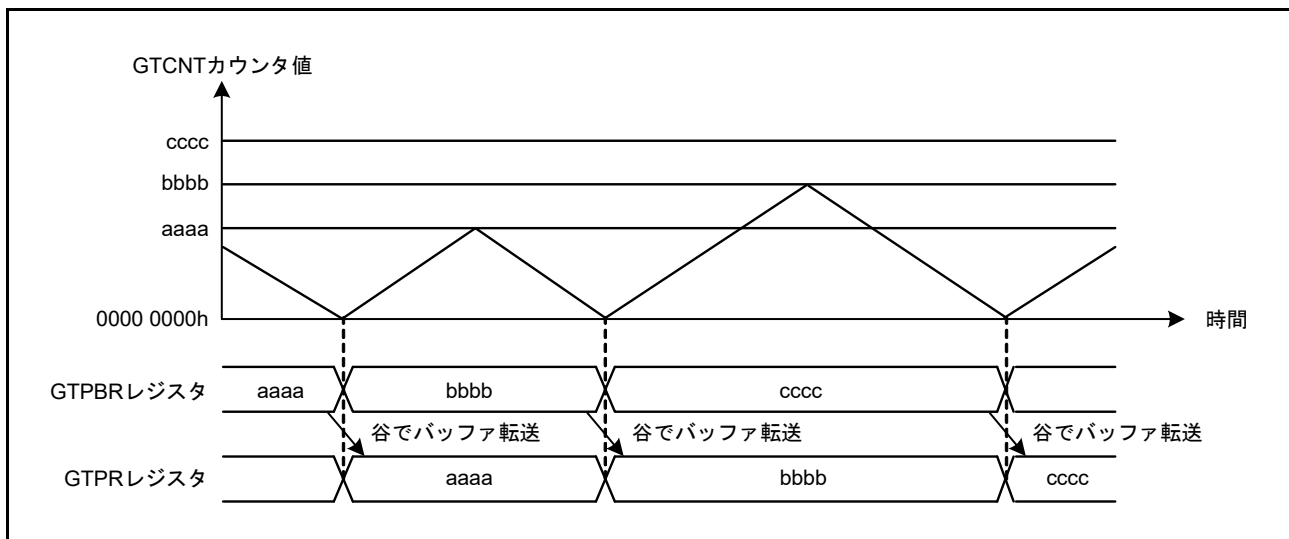 GTCNTカウンタ値
cccc
bbbb
aaaa
0000 0000h
時間
GTPBRレジスタ aaaa bbbb cccc
谷でバッファ転送 谷でバッファ転送 谷でバッファ転送
GTPRレジスタ aaaa bbbb cccc